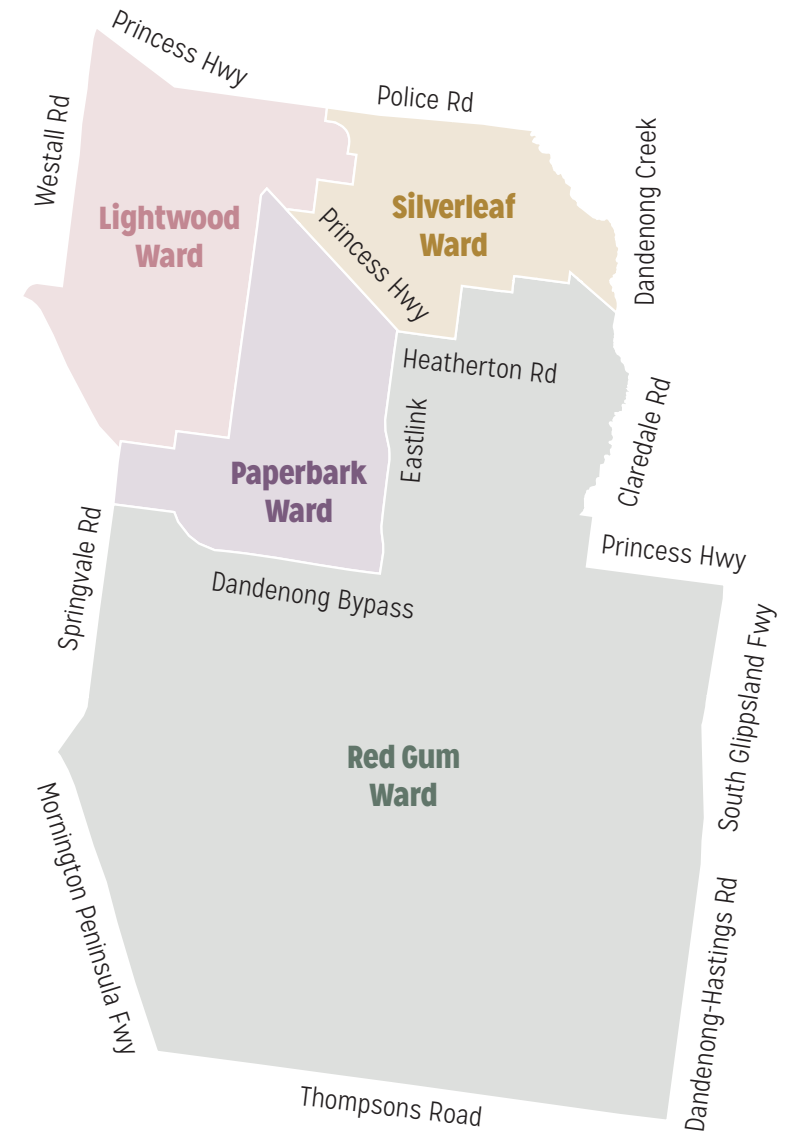 Princess Hwy
Police Rd
Westall Rd
Dandenong Creek
Lightwood
Ward
Silverleaf
Ward
Princess Hwy
Heatherton Rd
Eastlink
Claredale Rd
Paperbark
Ward
Springvale Rd
Princess Hwy
Dandenong Bypass
South Glippsland Fwy
Red Gum
Ward
Mornington Peninsula Fwy
Dandenong-Hastings Rd
Thompsons Road